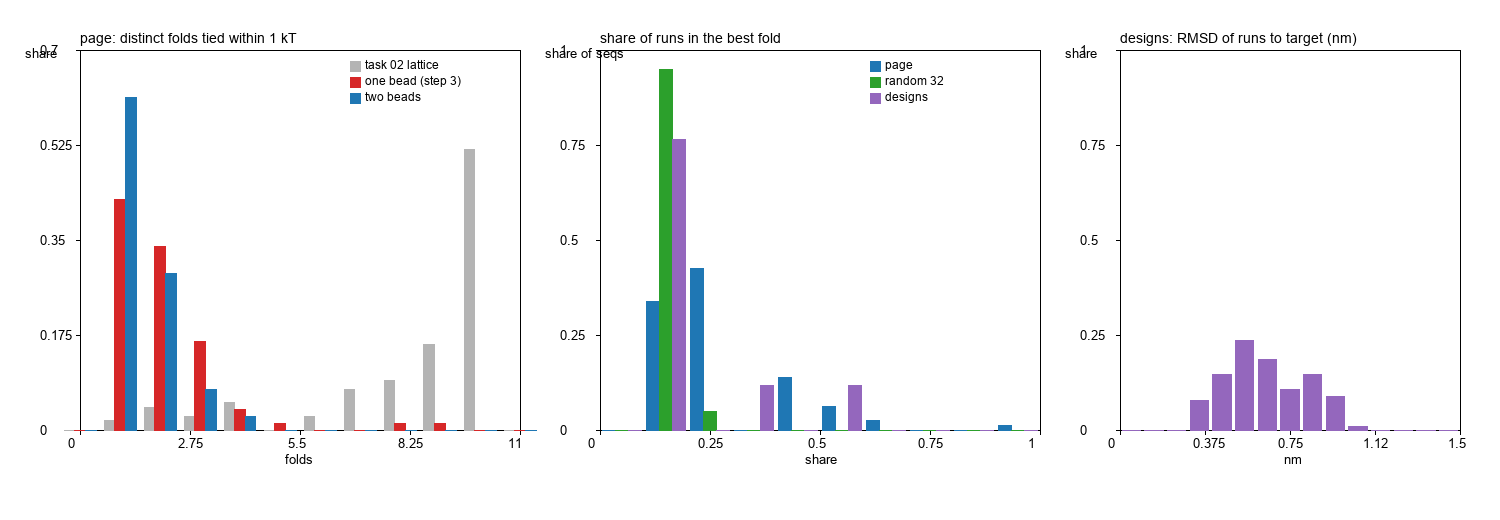 page: distinct folds tied within 1 kT
share
0.7
task 02 lattice
one bead (step 3)
two beads
0.525
0.35
0.175
0
0
2.75
5.5
8.25
11
folds
share of runs in the best fold
share of seqs
1
page
random 32
designs
0.75
0.5
0.25
0
0
0.25
0.5
0.75
1
share
designs: RMSD of runs to target (nm)
share
1
0.75
0.5
0.25
0
0
0.375
0.75
1.12
1.5
nm